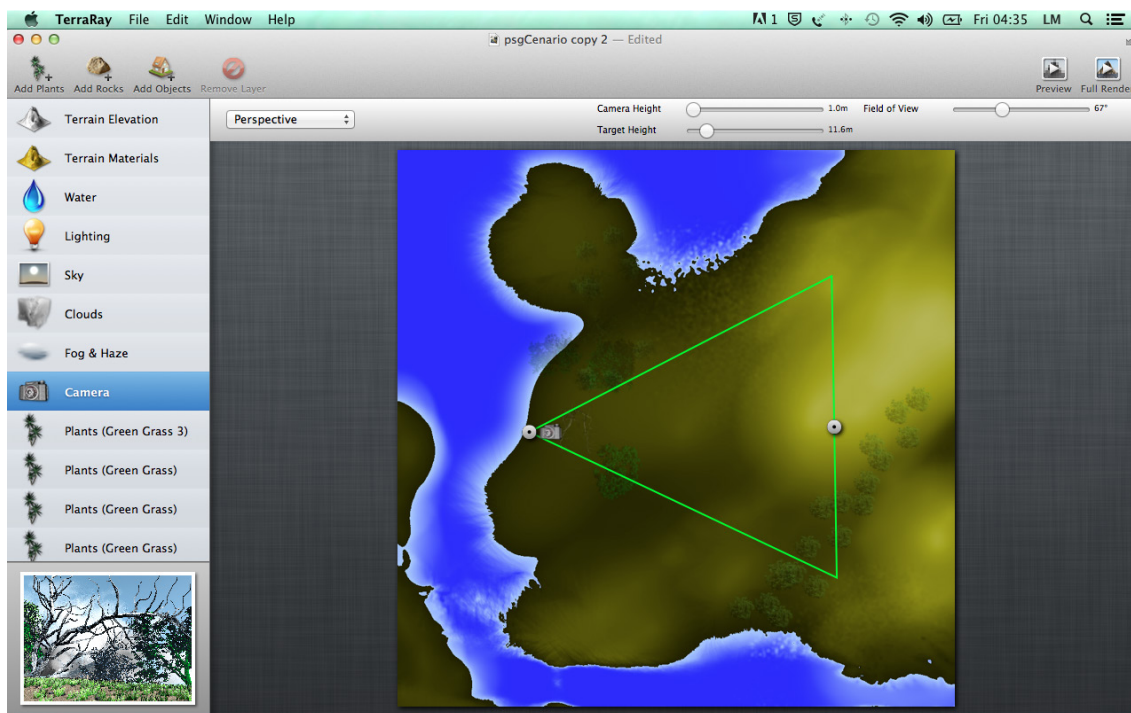 TerraRay File Edit Window Help 1 Fri 04:35 LM
psgCenario copy 2 — Edited
Add Plants Add Rocks Add Objects Remove Layer Preview Full Rende
Perspective
Camera Height 1.0m Field of View 67°
Target Height 11.6m
Terrain Elevation
Terrain Materials
Water
Lighting
Sky
Clouds
Fog & Haze
Camera
Plants (Green Grass 3)
Plants (Green Grass)
Plants (Green Grass)
Plants (Green Grass)